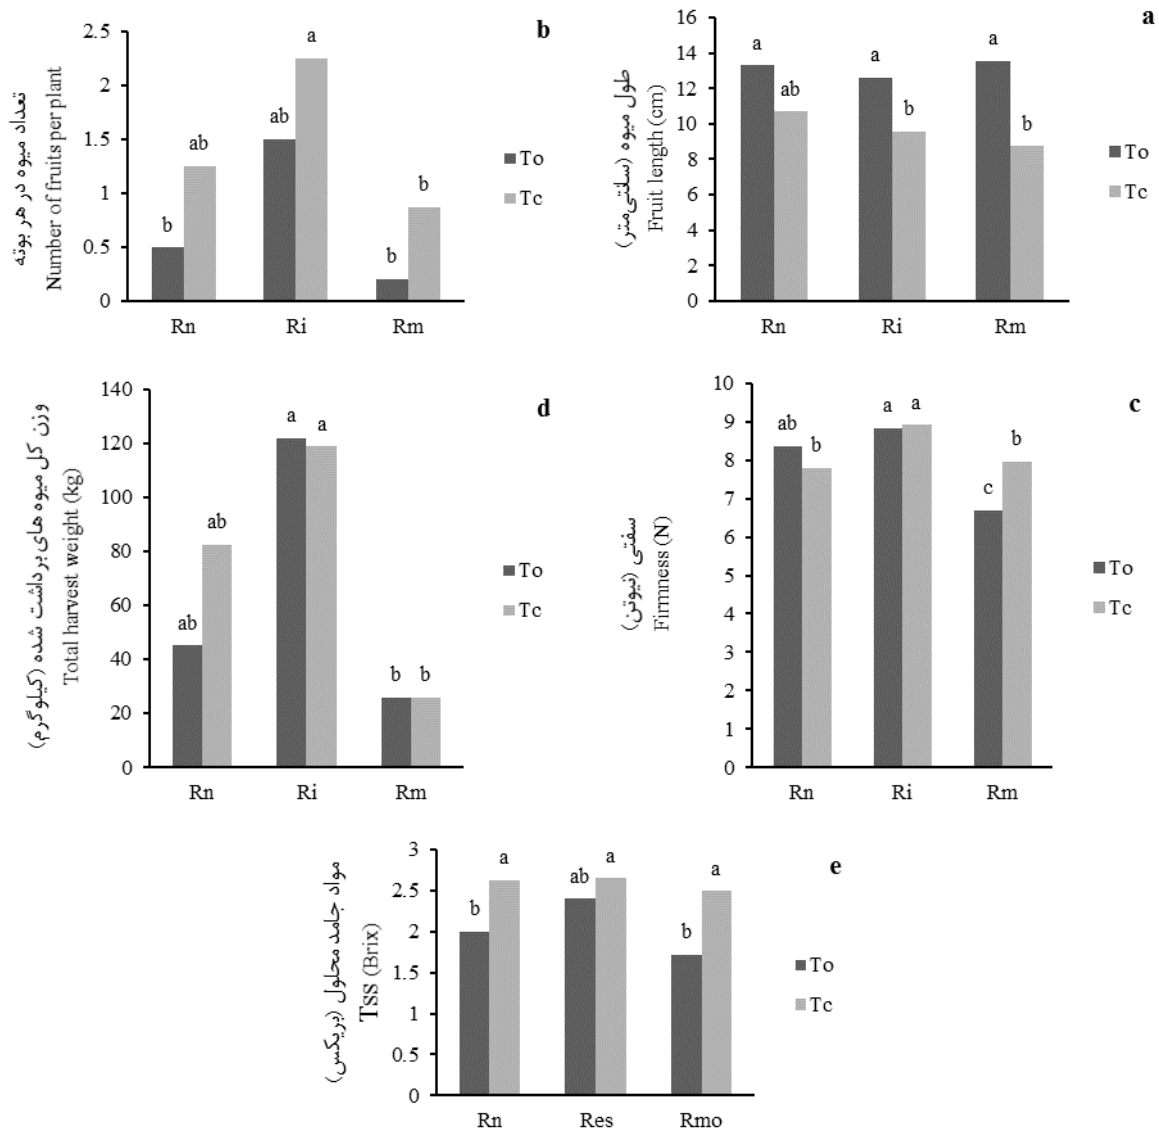 b
تعداد میوه در هر بوته
Number of fruits per plant
2.5
2
1.5
1
0.5
0
b
ab
ab
a
b
b
Rn
Ri
Rm
To
Tc
a
طول میوه (سانتی‌متر)
Fruit length (cm)
16
14
12
10
8
6
4
2
0
a
ab
a
b
a
b
Rn
Ri
Rm
To
Tc
d
وزن کل میوه های برداشت شده (کیلوگرم)
Total harvest weight (kg)
140
120
100
80
60
40
20
0
ab
ab
a
a
b
b
Rn
Ri
Rm
To
Tc
c
سفتی (نیوتن)
Firmness (N)
10
9
8
7
6
5
4
3
2
1
0
ab
b
a
a
c
b
Rn
Ri
Rm
To
Tc
e
مواد جامد محلول (بریکس)
Tss (Brix)
3
2.5
2
1.5
1
0.5
0
b
a
ab
a
b
a
Rn
Res
Rmo
To
Tc